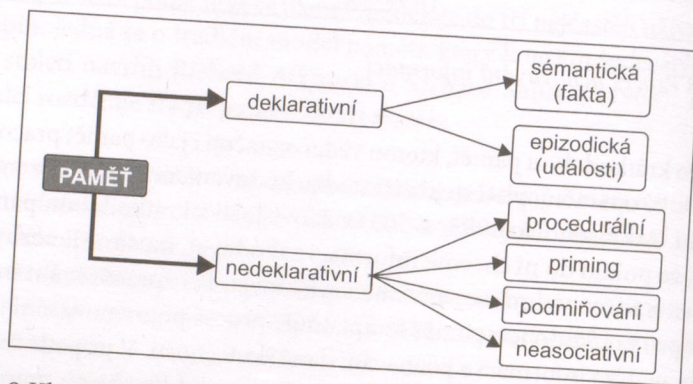 PAMĚŤ
deklarativní
sémantická
(fakta)
epizodická
(události)
nedeklarativní
procedurální
priming
podmiňování
neasociativní